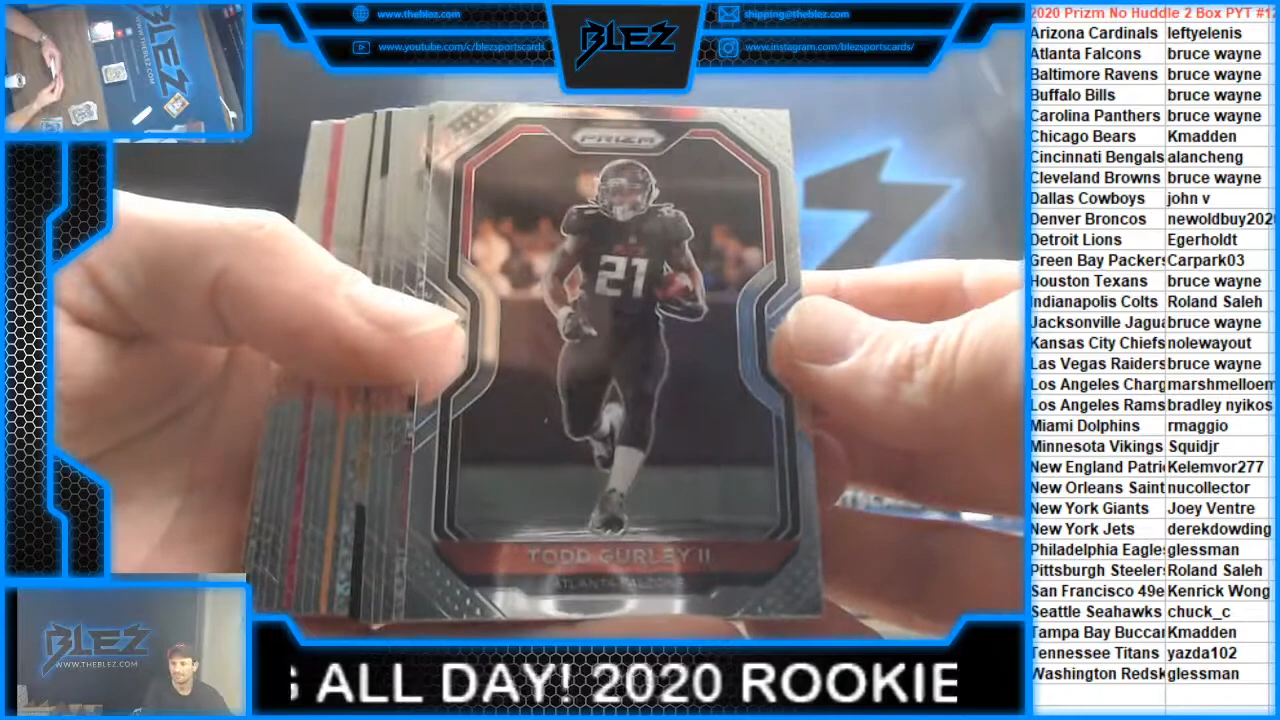 www.theblez.com
shipping@theblez.com
www.youtube.com/c/blezsportscards
www.instagram.com/blezsportscards/
BLEZ
2020 Prizm No Huddle 2 Box PYT #1
Arizona Cardinals leftyelenis
Atlanta Falcons bruce wayne
Baltimore Ravens bruce wayne
Buffalo Bills bruce wayne
Carolina Panthers bruce wayne
Chicago Bears Kmadden
Cincinnati Bengals alancheng
Cleveland Browns bruce wayne
Dallas Cowboys john v
Denver Broncos newoldbuy202
Detroit Lions Egerholdt
Green Bay Packers Carpark03
Houston Texans bruce wayne
Indianapolis Colts Roland Saleh
Jacksonville Jagua bruce wayne
Kansas City Chiefs nolewayout
Las Vegas Raiders bruce wayne
Los Angeles Charg marshmelloem
Los Angeles Rams bradley nyikos
Miami Dolphins rmaggio
Minnesota Vikings Squidjr
New England Patri Kelemvor277
New Orleans Saint nucollector
New York Giants Joey Ventre
New York Jets derekdowding
Philadelphia Eagles glessman
Pittsburgh Steelers Roland Saleh
San Francisco 49e Kenrick Wong
Seattle Seahawks chuck_c
Tampa Bay Buccar Kmadden
Tennessee Titans yazda102
Washington Redsk glessman
PRIZM
21
TODD GURLEY II
ATLANTA FALCONS
BLEZ
WWW.THEBLEZ.COM
BLEZ
WWW.THEBLEZ.COM
ALL DAY! 2020 ROOKIE